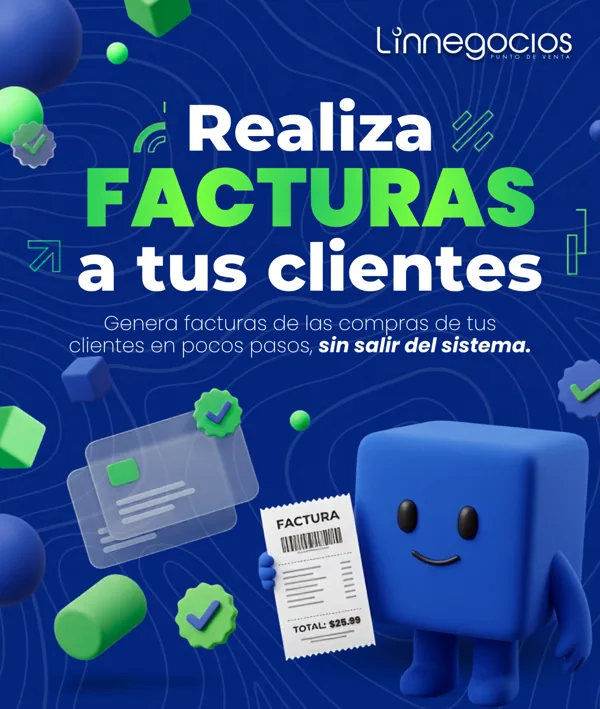 Linnegocios
PUNTO DE VENTA
Realiza
FACTURAS
a tus clientes
Genera facturas de las compras de tus
clientes en pocos pasos, sin salir del sistema.
FACTURA
TOTAL: $25.99